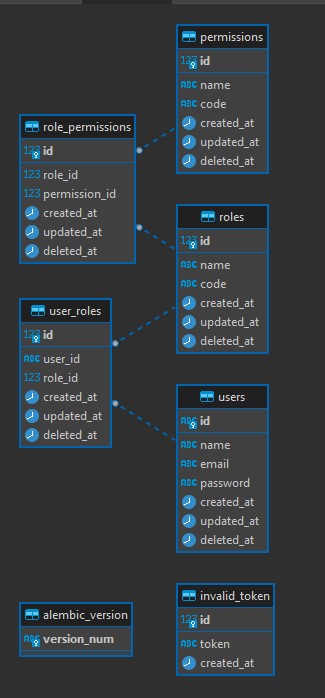 permissions
123 id
ABC name
ABC code
created_at
updated_at
deleted_at
role_permissions
123 id
123 role_id
123 permission_id
created_at
updated_at
deleted_at
roles
123 id
ABC name
ABC code
created_at
updated_at
deleted_at
user_roles
123 id
ABC user_id
123 role_id
created_at
updated_at
deleted_at
users
ABC id
ABC name
ABC email
ABC password
created_at
updated_at
deleted_at
alembic_version
ABC version_num
invalid_token
123 id
ABC token
created_at